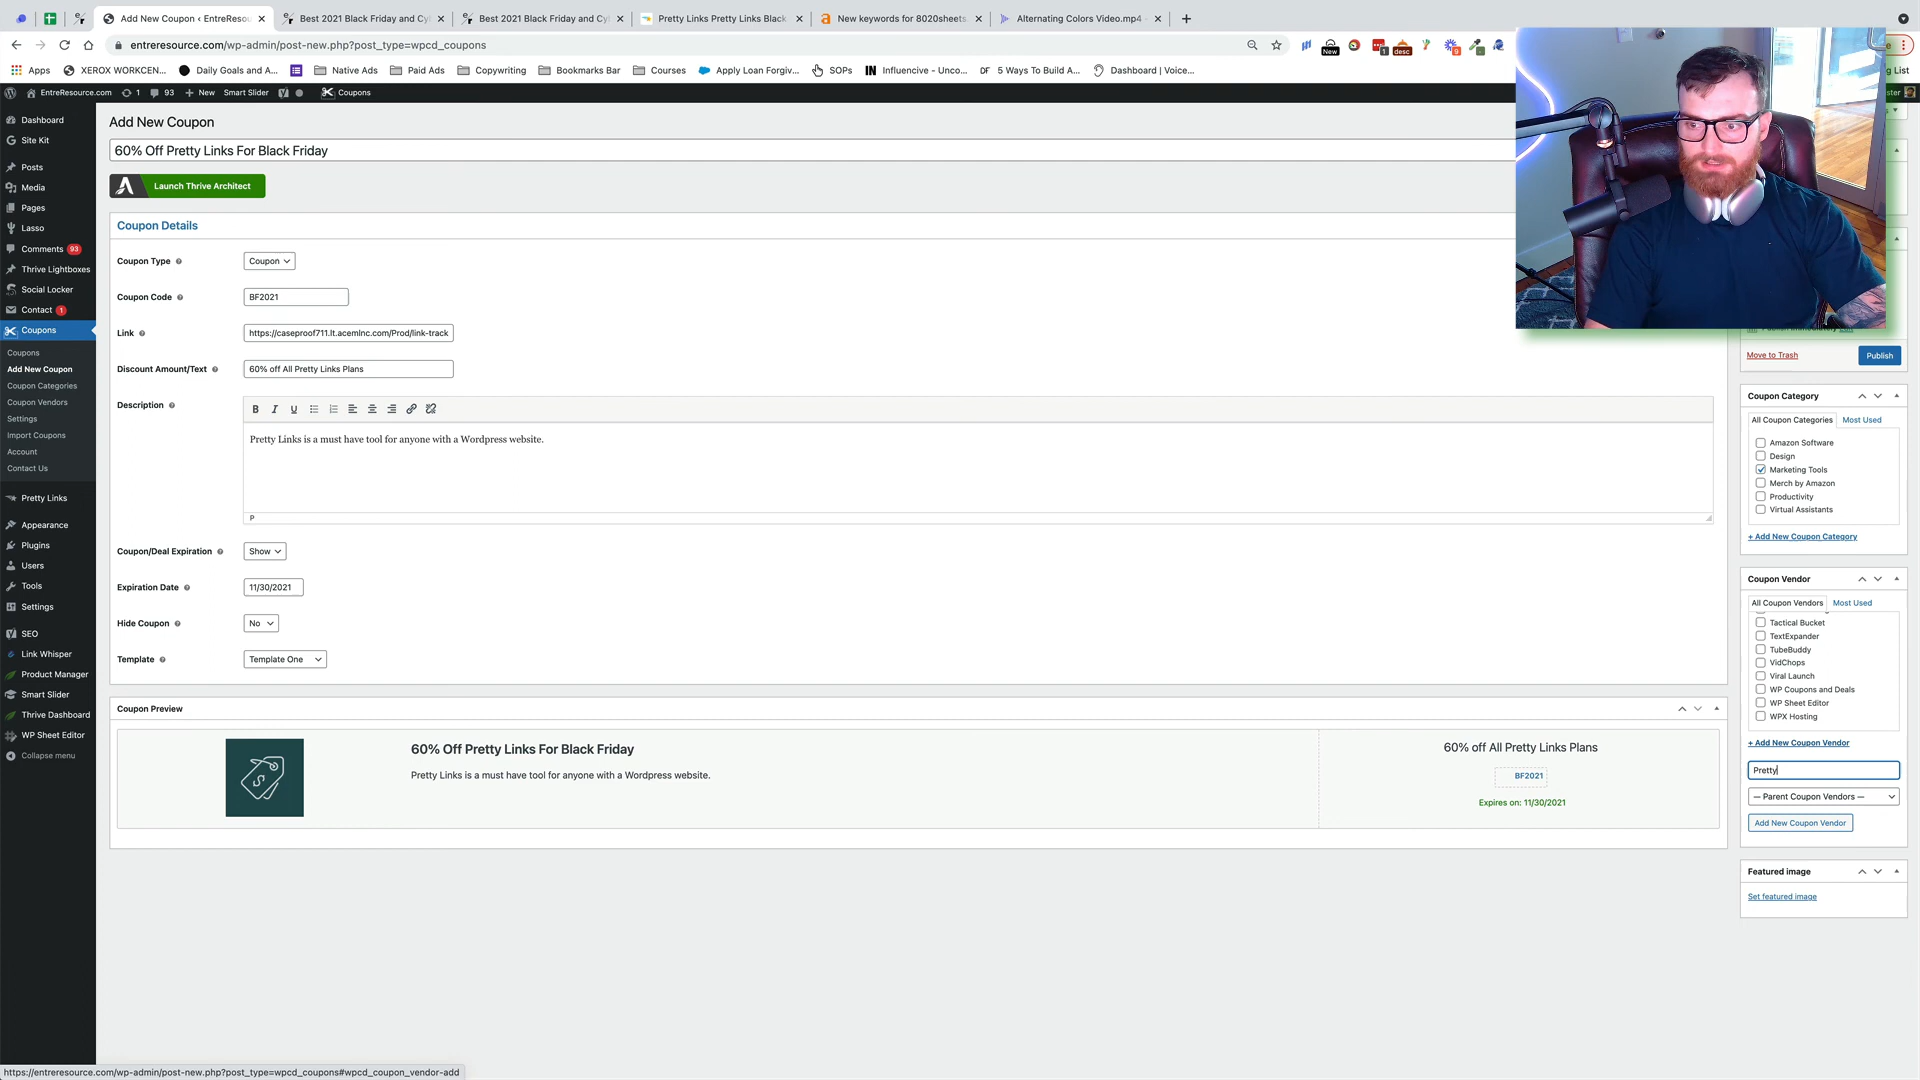 Add New Coupon ‹ EntreResou
Best 2021 Black Friday and Cy
Best 2021 Black Friday and Cyl
Pretty Links Pretty Links Black
New keywords for 8020sheets.
Alternating Colors Video.mp4
entreresource.com/wp-admin/post-new.php?post_type=wpcd_coupons
Apps
XEROX WORKCEN...
Daily Goals and A...
Native Ads
Paid Ads
Copywriting
Bookmarks Bar
Courses
Apply Loan Forgiv...
SOPs
Influencive - Unco...
5 Ways To Build A...
Dashboard | Voice...
EntreResource.com
1
93
New
Smart Slider
Coupons
Dashboard
Site Kit
Posts
Media
Pages
Lasso
Comments 93
Thrive Lightboxes
Social Locker
Contact 1
Coupons
Coupons
Add New Coupon
Coupon Categories
Coupon Vendors
Settings
Import Coupons
Account
Contact Us
Pretty Links
Appearance
Plugins
Users
Tools
Settings
SEO
Link Whisper
Product Manager
Smart Slider
Thrive Dashboard
WP Sheet Editor
Collapse menu
Add New Coupon
60% Off Pretty Links For Black Friday
Launch Thrive Architect
Coupon Details
Coupon Type
Coupon
Coupon Code
BF2021
Link
https://caseproof711.lt.acemlnc.com/Prod/link-track
Discount Amount/Text
60% off All Pretty Links Plans
Description
B I U
Pretty Links is a must have tool for anyone with a Wordpress website.
P
Coupon/Deal Expiration
Show
Expiration Date
11/30/2021
Hide Coupon
No
Template
Template One
Coupon Preview
60% Off Pretty Links For Black Friday
Pretty Links is a must have tool for anyone with a Wordpress website.
60% off All Pretty Links Plans
BF2021
Expires on: 11/30/2021
Move to Trash
Publish
Coupon Category
All Coupon Categories
Most Used
Amazon Software
Design
Marketing Tools
Merch by Amazon
Productivity
Virtual Assistants
+ Add New Coupon Category
Coupon Vendor
All Coupon Vendors
Most Used
Tactical Bucket
TextExpander
TubeBuddy
VidChops
Viral Launch
WP Coupons and Deals
WP Sheet Editor
WPX Hosting
+ Add New Coupon Vendor
Pretty
— Parent Coupon Vendors —
Add New Coupon Vendor
Featured image
Set featured image
https://entreresource.com/wp-admin/post-new.php?post_type=wpcd_coupons#wpcd_coupon_vendor-add